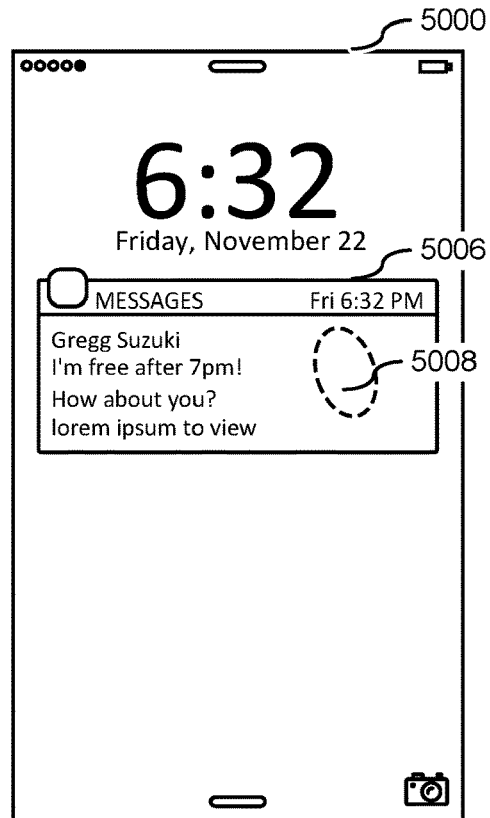 5000
6:32
Friday, November 22
5006
MESSAGES Fri 6:32 PM
Gregg Suzuki
I'm free after 7pm!
5008
How about you?
lorem ipsum to view